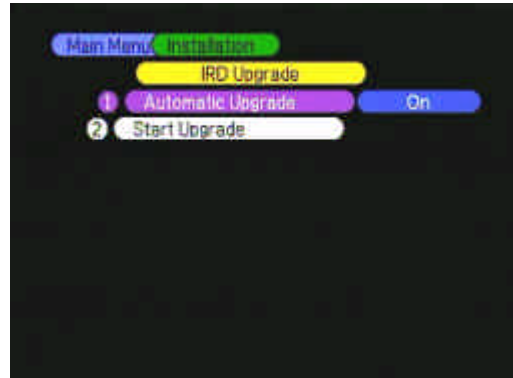 Main Menu Installation
IRD Upgrade
1 Automatic Upgrade On
2 Start Upgrade